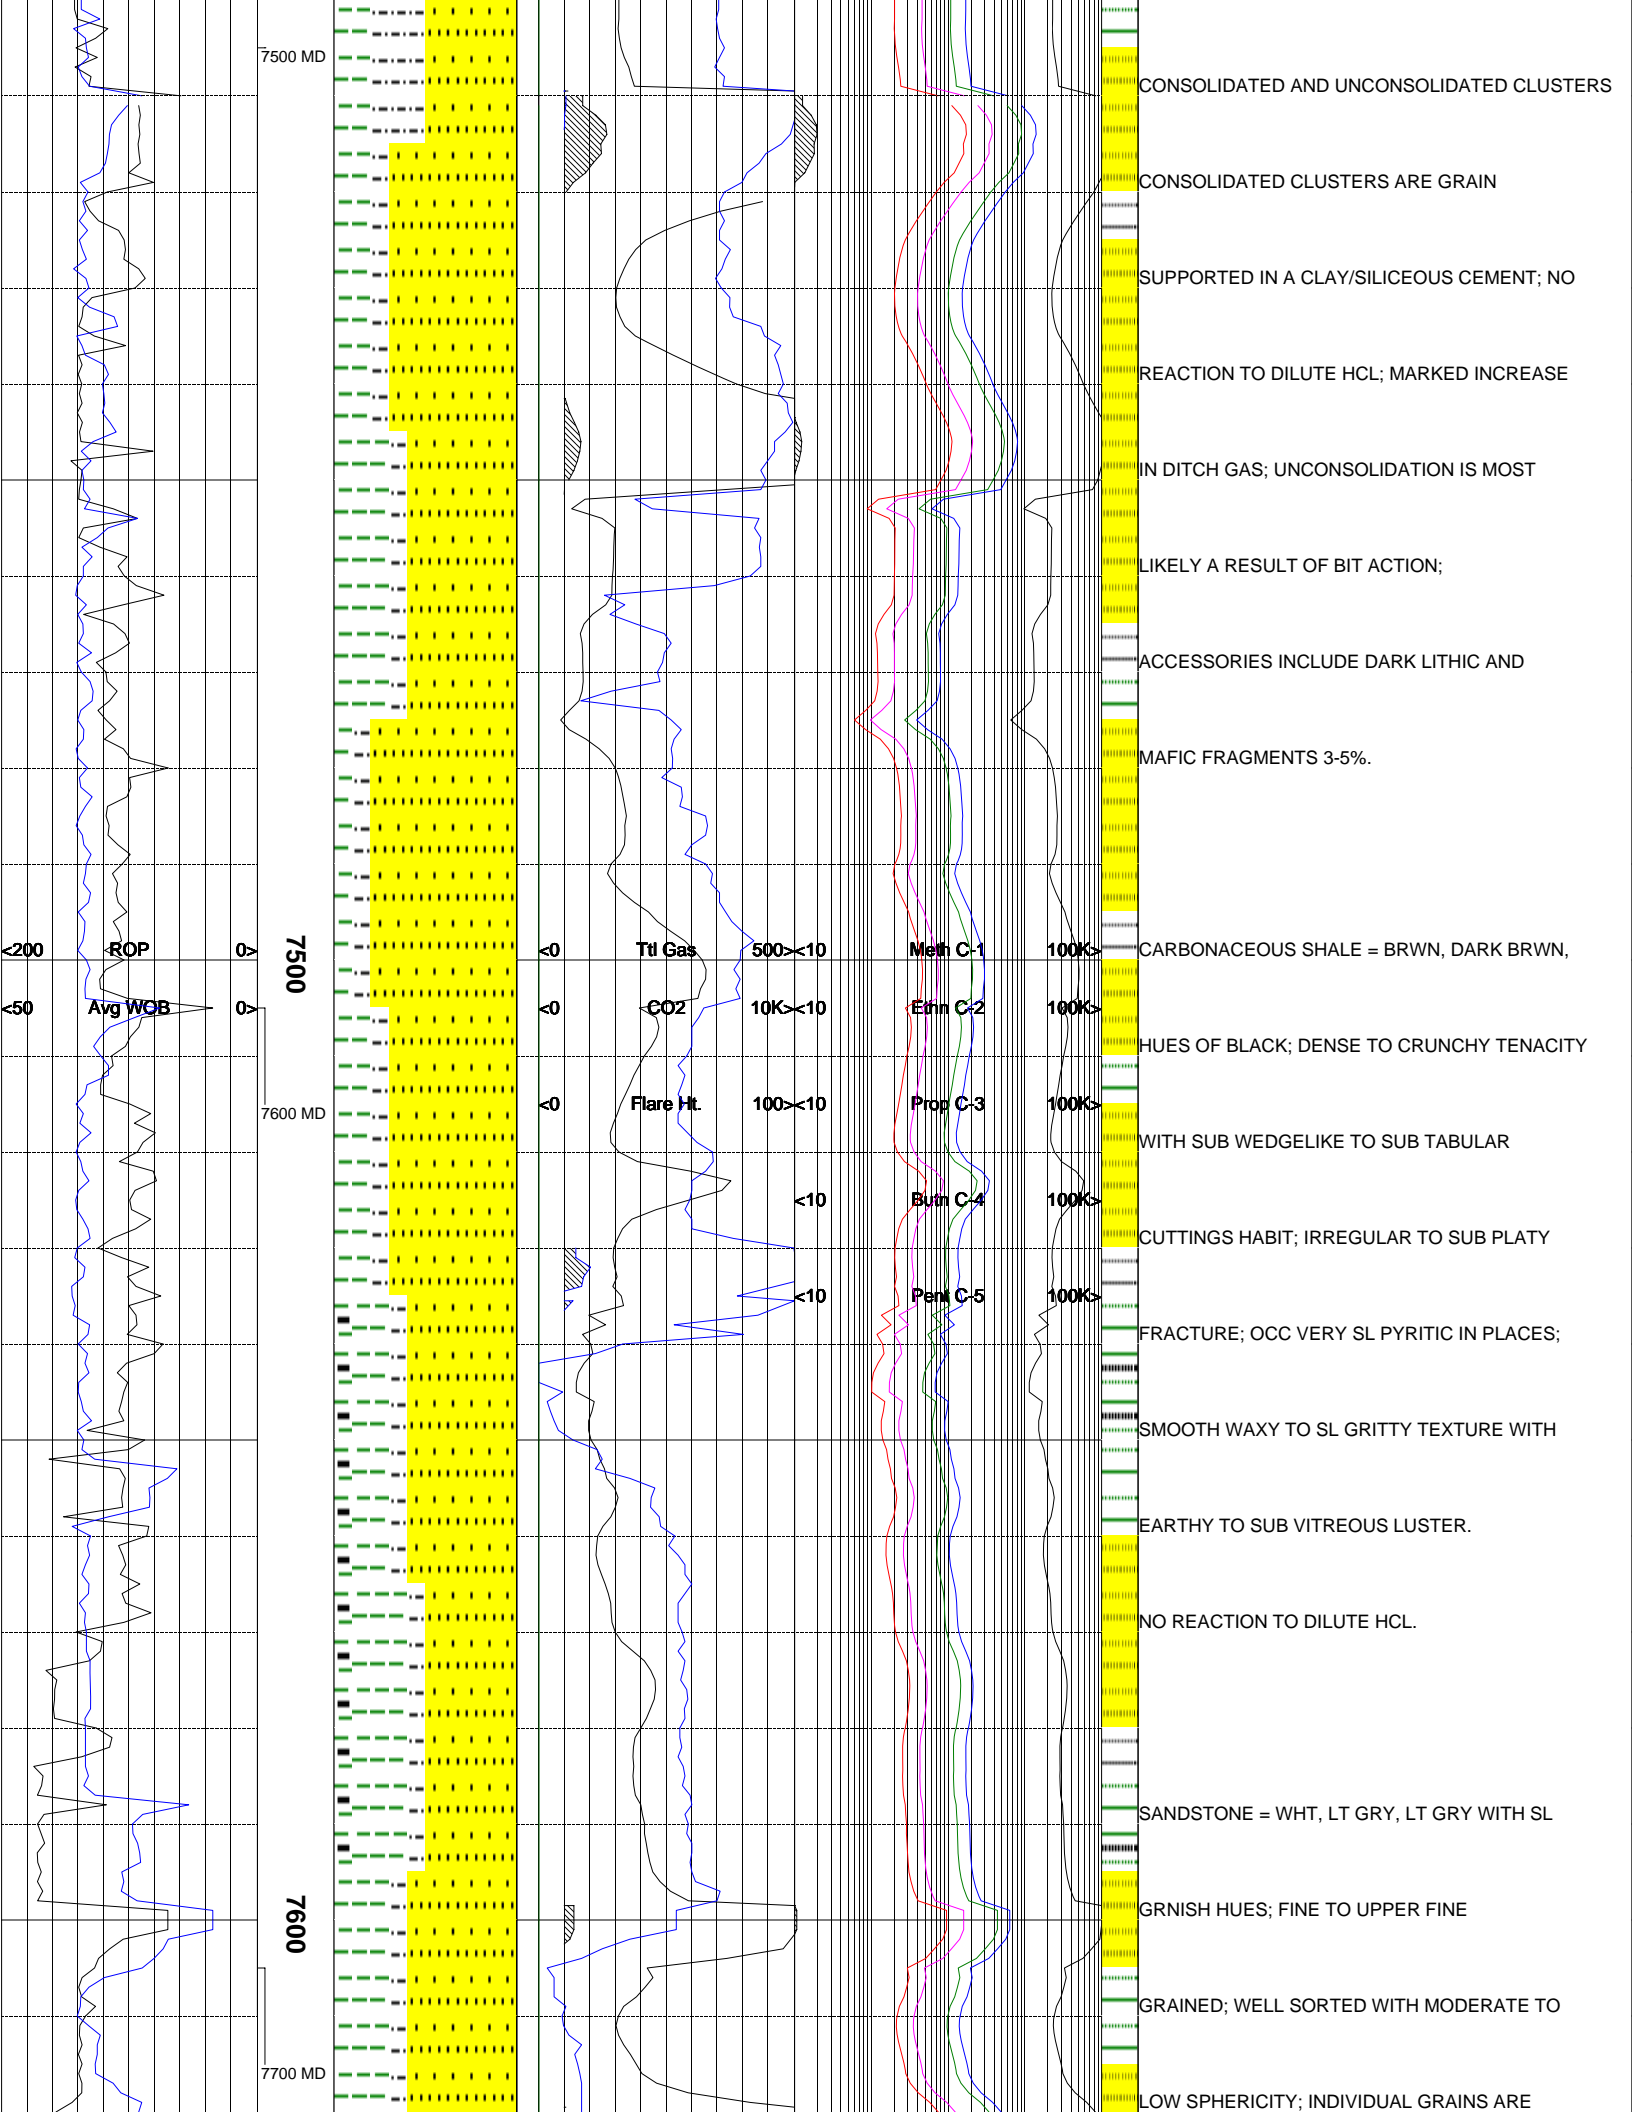 7500 MD
CONSOLIDATED AND UNCONSOLIDATED CLUSTERS
CONSOLIDATED CLUSTERS ARE GRAIN
SUPPORTED IN A CLAY/SILICEOUS CEMENT; NO
REACTION TO DILUTE HCL; MARKED INCREASE
IN DITCH GAS; UNCONSOLIDATION IS MOST
LIKELY A RESULT OF BIT ACTION;
ACCESSORIES INCLUDE DARK LITHIC AND
MAFIC FRAGMENTS 3-5%.
<200 ROP 0> 7500 <0 Ttl Gas 500> <10 Meth C-1 100K> CARBONACEOUS SHALE = BRWN, DARK BRWN,
<50 Avg WOB 0> <0 CO2 10K> <10 Ethn C-2 100K>
HUES OF BLACK; DENSE TO CRUNCHY TENACITY
7600 MD <0 Flare Ht. 100> <10 Prop C-3 100K>
WITH SUB WEDGELIKE TO SUB TABULAR
<10 Butn C-4 100K>
CUTTINGS HABIT; IRREGULAR TO SUB PLATY
<10 Pent C-5 100K>
FRACTURE; OCC VERY SL PYRITIC IN PLACES;
SMOOTH WAXY TO SL GRITTY TEXTURE WITH
EARTHY TO SUB VITREOUS LUSTER.
NO REACTION TO DILUTE HCL.
SANDSTONE = WHT, LT GRY, LT GRY WITH SL
7600 GRNISH HUES; FINE TO UPPER FINE
GRAINED; WELL SORTED WITH MODERATE TO
7700 MD
LOW SPHERICITY; INDIVIDUAL GRAINS ARE